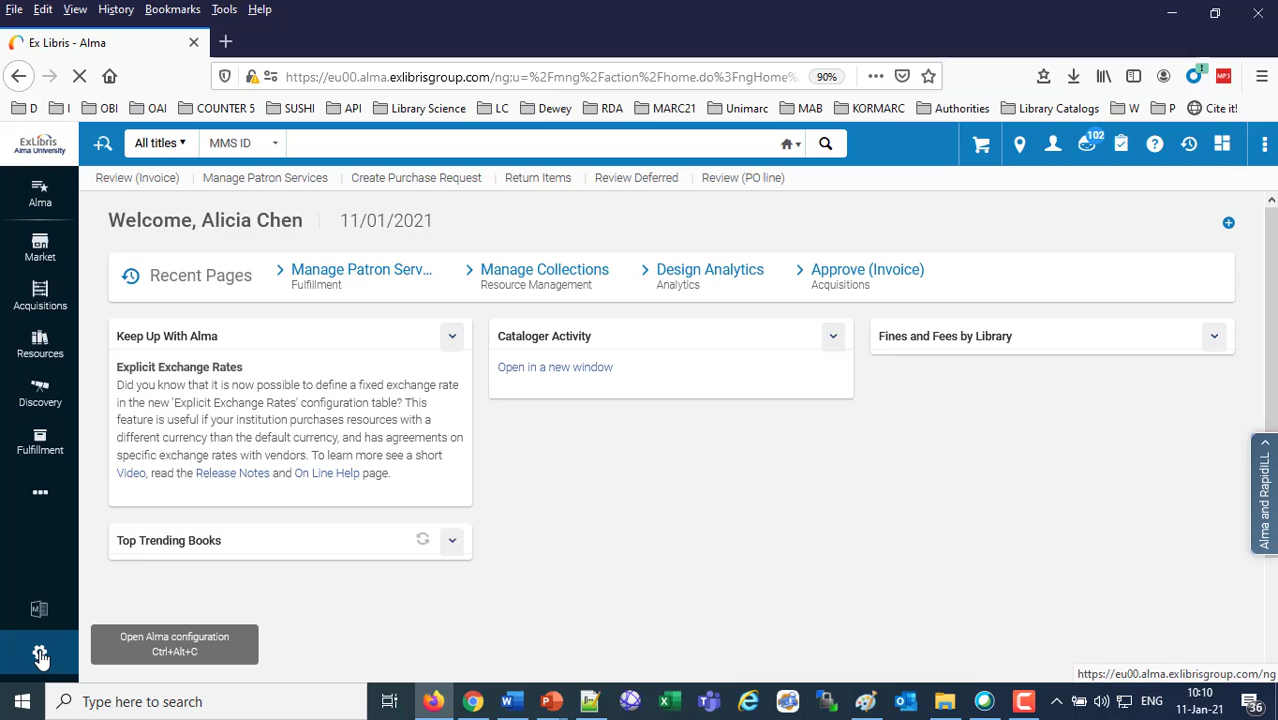 File Edit View History Bookmarks Tools Help
Ex Libris - Alma
https://eu00.alma.exlibrisgroup.com/ng:u=%2Fmng%2Faction%2Fhome.do%3FngHome%
90%
D I OBI OAI COUNTER 5 SUSHI API Library Science LC Dewey RDA MARC21 Unimarc MAB KORMARC Authorities Library Catalogs W P Cite it!
ExLibris
Alma University
All titles MMS ID
102
Review (Invoice) Manage Patron Services Create Purchase Request Return Items Review Deferred Review (PO line)
Alma
Market
Acquisitions
Resources
Discovery
Fulfillment
Welcome, Alicia Chen 11/01/2021
Recent Pages
Manage Patron Serv...
Fulfillment
Manage Collections
Resource Management
Design Analytics
Analytics
Approve (Invoice)
Acquisitions
Keep Up With Alma
Explicit Exchange Rates
Did you know that it is now possible to define a fixed exchange rate
in the new 'Explicit Exchange Rates' configuration table? This
feature is useful if your institution purchases resources with a
different currency than the default currency, and has agreements on
specific exchange rates with vendors. To learn more see a short
Video, read the Release Notes and On Line Help page.
Cataloger Activity
Open in a new window
Fines and Fees by Library
Top Trending Books
Alma and RapidILL
Open Alma configuration
Ctrl+Alt+C
https://eu00.alma.exlibrisgroup.com/ng
Type here to search
ENG
10:10
11-Jan-21
36